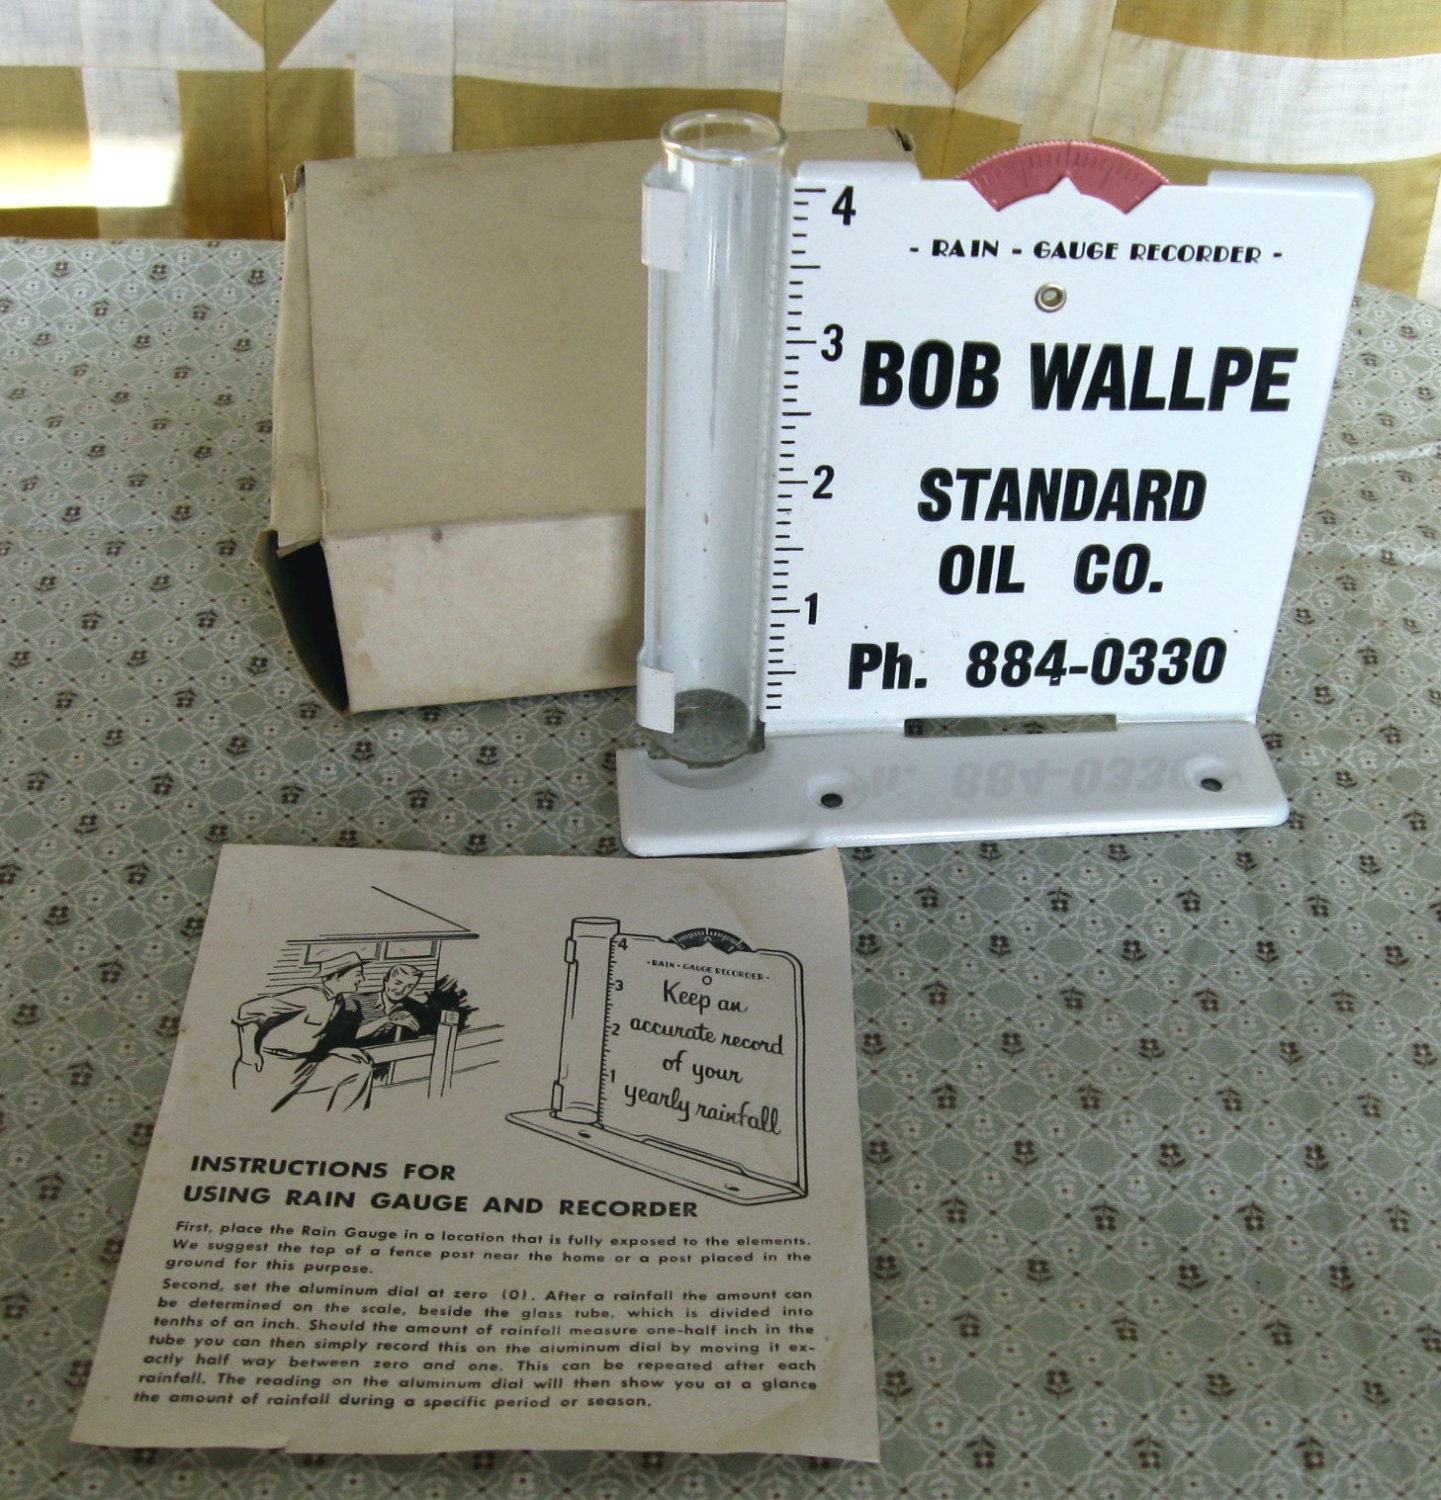 4
- RAIN - GAUGE RECORDER -
3
BOB WALLPE
2
STANDARD
OIL CO.
1
Ph. 884-0330
4
- RAIN - GAUGE RECORDER -
3
Keep an
accurate record
2
of your
1
yearly rainfall
INSTRUCTIONS FOR
USING RAIN GAUGE AND RECORDER
First, place the Rain Gauge in a location that is fully exposed to the elements.
We suggest the top of a fence post near the home or a post placed in the
ground for this purpose.
Second, set the aluminum dial at zero (0). After a rainfall the amount can
be determined on the scale, beside the glass tube, which is divided into
tenths of an inch. Should the amount of rainfall measure one-half inch in the
tube you can then simply record this on the aluminum dial by moving it ex-
actly half way between zero and one. This can be repeated after each
rainfall. The reading on the aluminum dial will then show you at a glance
the amount of rainfall during a specific period or season.